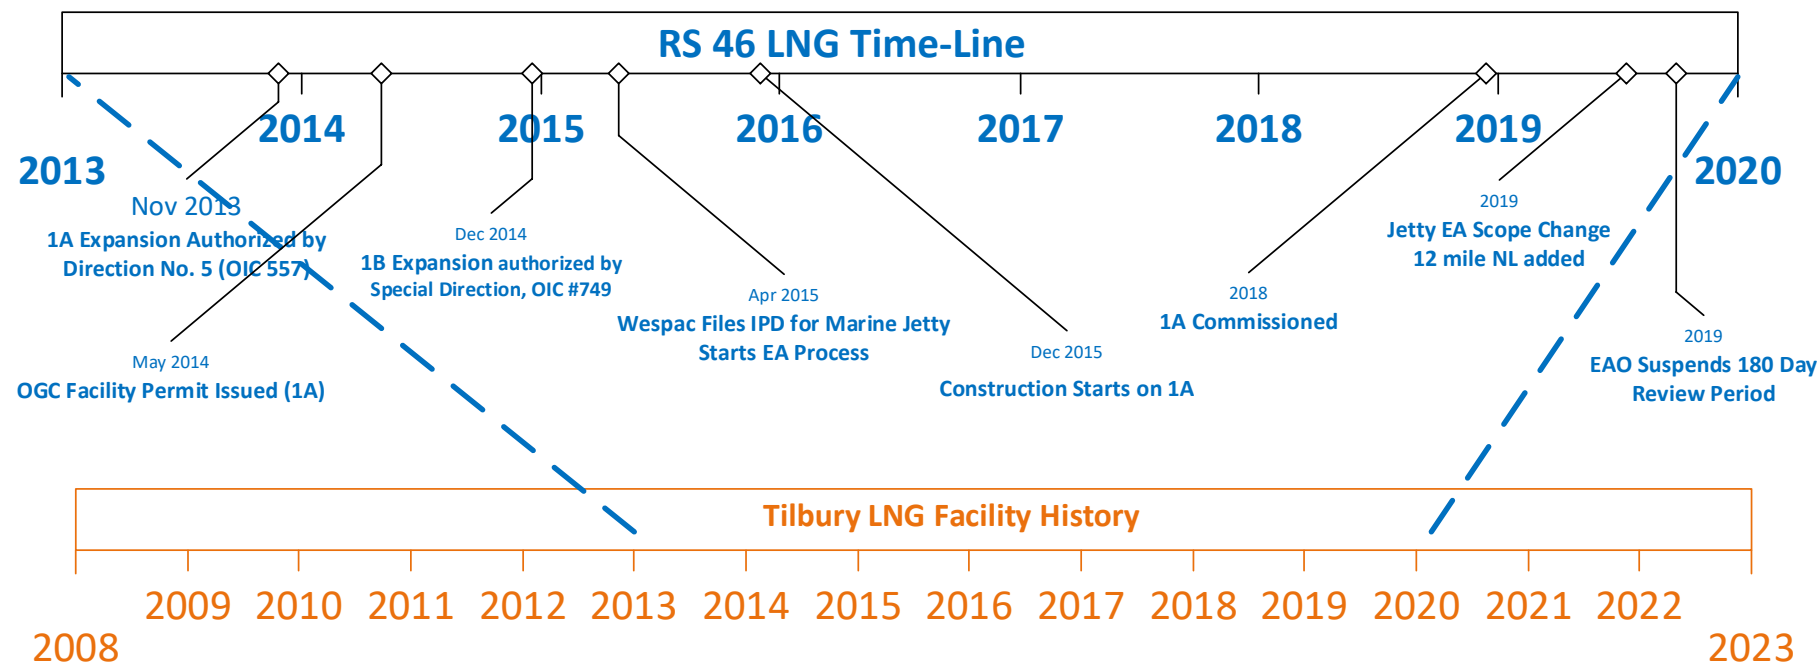 RS 46 LNG Time-Line
2013
2014
2015
2016
2017
2018
2019
2020
Nov 2013
1A Expansion Authorized by
Direction No. 5 (OIC 557)
May 2014
OGC Facility Permit Issued (1A)
Dec 2014
1B Expansion authorized by
Special Direction, OIC #749
Apr 2015
Wespac Files IPD for Marine Jetty
Starts EA Process
Dec 2015
Construction Starts on 1A
2018
1A Commissioned
2019
Jetty EA Scope Change
12 mile NL added
2019
EAO Suspends 180 Day
Review Period
Tilbury LNG Facility History
2008
2009
2010
2011
2012
2013
2014
2015
2016
2017
2018
2019
2020
2021
2022
2023